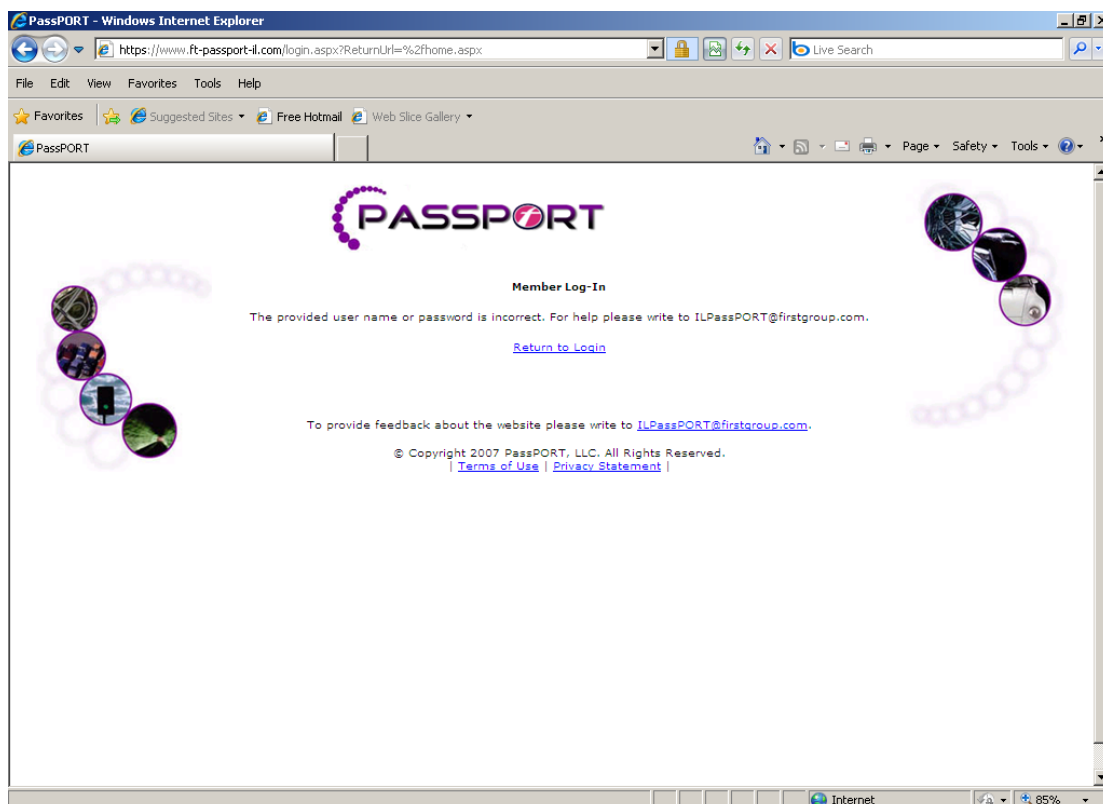 PassPORT - Windows Internet Explorer
https://www.ft-passport-il.com/login.aspx?ReturnUrl=%2fhome.aspx
Live Search
File Edit View Favorites Tools Help
Favorites Suggested Sites Free Hotmail Web Slice Gallery
PassPORT Page Safety Tools
PASSPORT
Member Log-In
The provided user name or password is incorrect. For help please write to ILPassPORT@firstgroup.com.
Return to Login
To provide feedback about the website please write to ILPassPORT@firstgroup.com.
© Copyright 2007 PassPORT, LLC. All Rights Reserved.
| Terms of Use | Privacy Statement |
Internet 85%